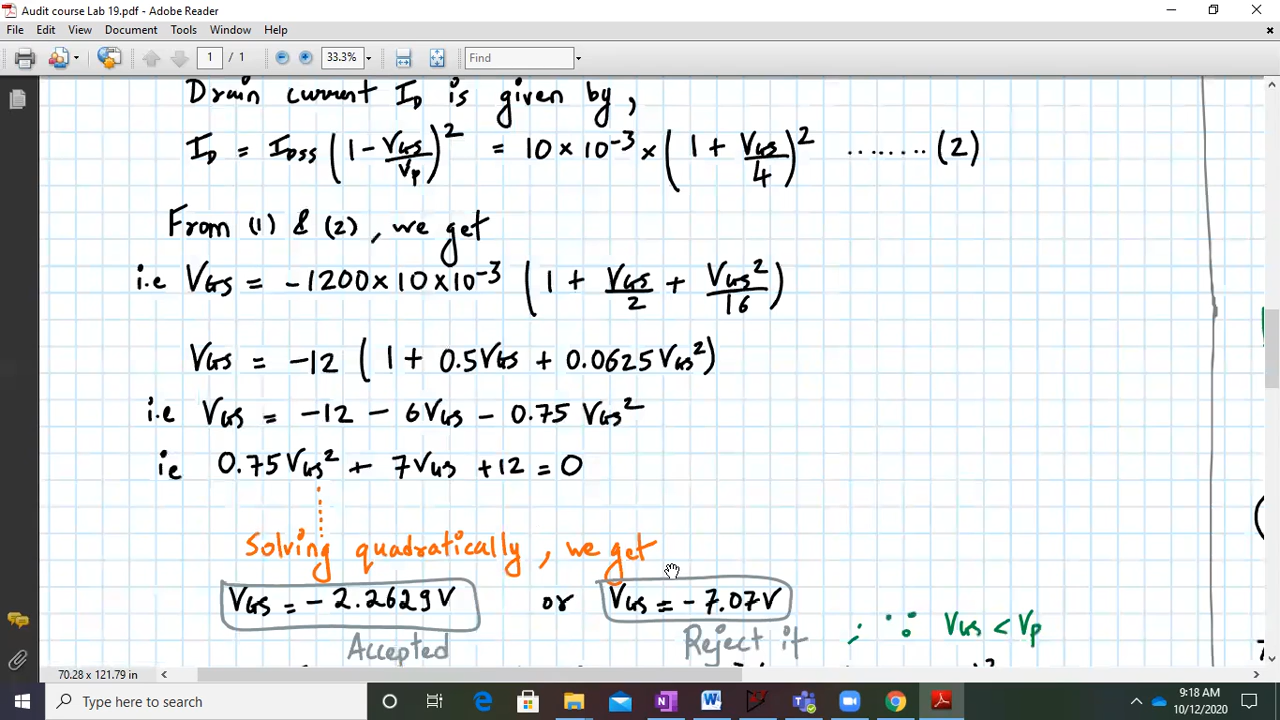 Audit course Lab 19.pdf - Adobe Reader
File Edit View Document Tools Window Help
1 / 1 33.3% Find
Drain current ID is given by,
ID = IDSS (1 - VGS/Vp)² = 10 × 10⁻³ × (1 + VGS/4)² ........ (2)
From (1) & (2), we get
i.e VGS = -1200 × 10 × 10⁻³ (1 + VGS/2 + VGS²/16)
VGS = -12 (1 + 0.5VGS + 0.0625VGS²)
i.e VGS = -12 - 6VGS - 0.75 VGS²
ie 0.75VGS² + 7VGS + 12 = 0
Solving quadratically, we get
VGS = - 2.2629V or VGS = - 7.07V
∵ VGS < Vp
Accepted Reject it
70.28 x 121.79 in
Type here to search
9:18 AM
10/12/2020